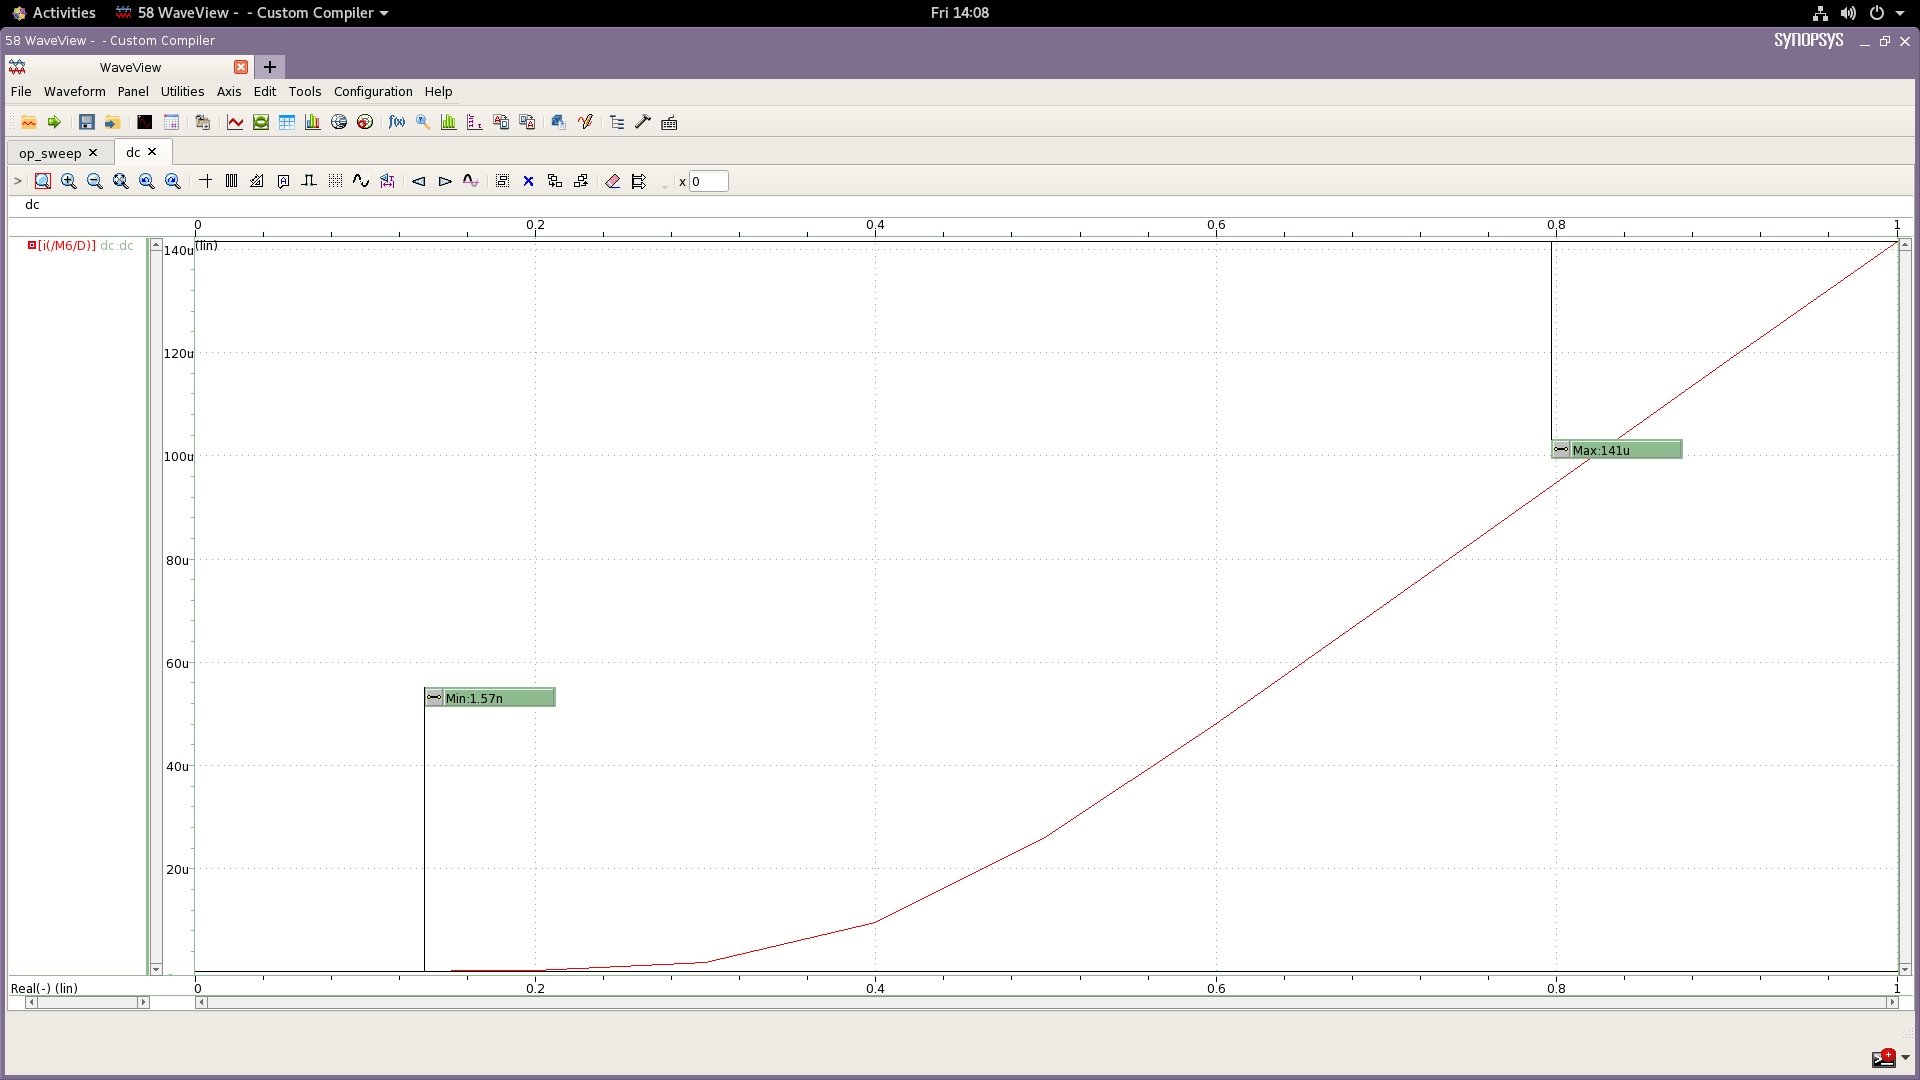 Activities 58 WaveView -  - Custom Compiler Fri 14:08
58 WaveView -  - Custom Compiler SYNOPSYS
WaveView
File Waveform Panel Utilities Axis Edit Tools Configuration Help
op_sweep dc
> x 0
dc
0 0.2 0.4 0.6 0.8 1
[i(/M6/D)] dc:dc
140u (lin)
120u
100u
Max:141u
80u
60u
Min:1.57n
40u
20u
Real(-) (lin) 0 0.2 0.4 0.6 0.8 1